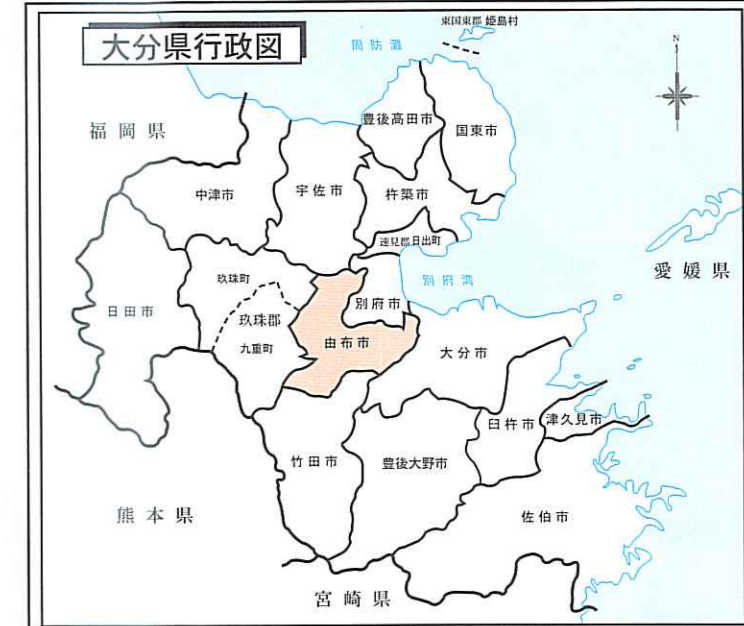 大分県行政図
東国東郡 姫島村
周防灘
N
福岡県
豊後高田市
国東市
中津市
宇佐市
杵築市
速見郡日出町
愛媛県
玖珠町
別府湾
日田市
別府市
玖珠郡
由布市
九重町
大分市
臼杵市
津久見市
竹田市
豊後大野市
熊本県
佐伯市
宮崎県